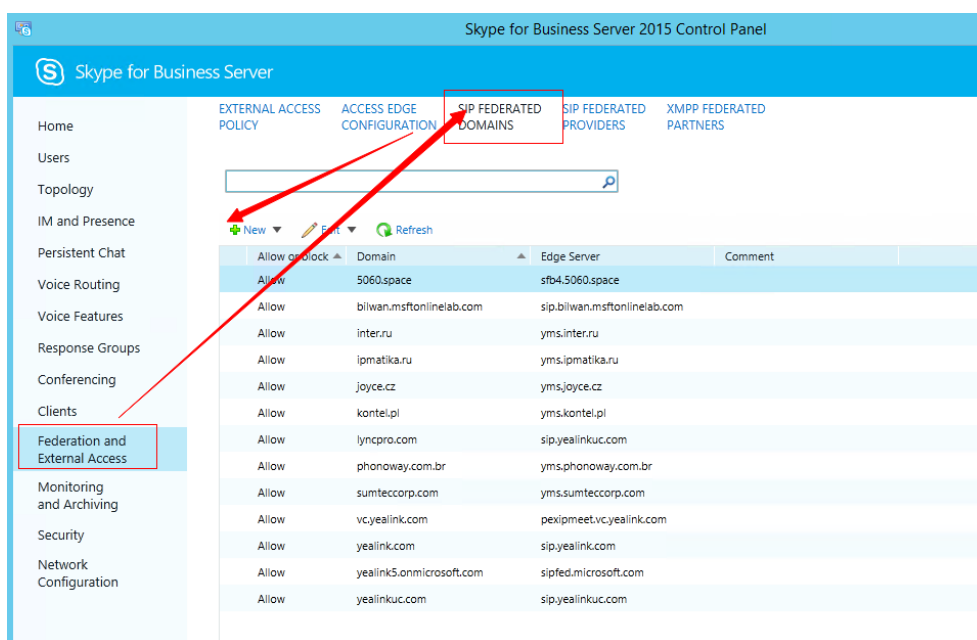 Skype for Business Server 2015 Control Panel
Skype for Business Server
Home
Users
Topology
IM and Presence
Persistent Chat
Voice Routing
Voice Features
Response Groups
Conferencing
Clients
Federation and
External Access
Monitoring
and Archiving
Security
Network
Configuration
EXTERNAL ACCESS
POLICY
ACCESS EDGE
CONFIGURATION
SIP FEDERATED
DOMAINS
SIP FEDERATED
PROVIDERS
XMPP FEDERATED
PARTNERS
New Edit Refresh
Allow or block Domain Edge Server Comment
Allow 5060.space sfb4.5060.space
Allow bilwan.msftonlinelab.com sip.bilwan.msftonlinelab.com
Allow inter.ru yms.inter.ru
Allow ipmatika.ru yms.ipmatika.ru
Allow joyce.cz yms.joyce.cz
Allow kontel.pl yms.kontel.pl
Allow lyncpro.com sip.yealinkuc.com
Allow phonoway.com.br yms.phonoway.com.br
Allow sumteccorp.com yms.sumteccorp.com
Allow vc.yealink.com pexipmeet.vc.yealink.com
Allow yealink.com sip.yealink.com
Allow yealink5.onmicrosoft.com sipfed.microsoft.com
Allow yealinkuc.com sip.yealinkuc.com